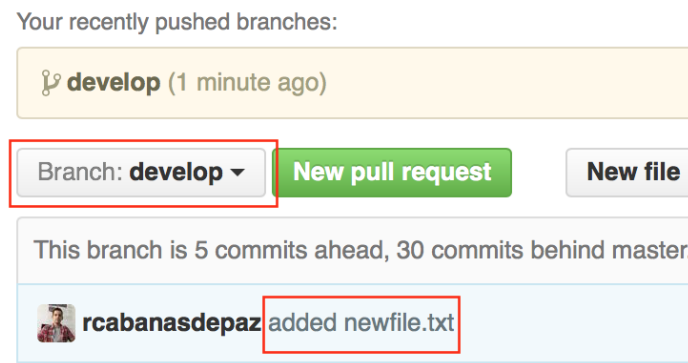 Your recently pushed branches:
develop (1 minute ago)
Branch: develop New pull request New file
This branch is 5 commits ahead, 30 commits behind master.
rcabanasdepaz added newfile.txt